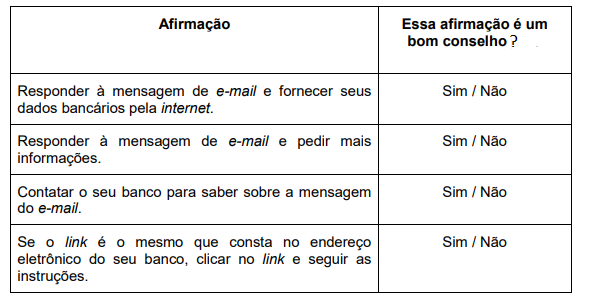 Afirmação
Essa afirmação é um
bom conselho?
Responder à mensagem de e-mail e fornecer seus
dados bancários pela internet.
Sim / Não
Responder à mensagem de e-mail e pedir mais
informações.
Sim / Não
Contatar o seu banco para saber sobre a mensagem
do e-mail.
Sim / Não
Se o link é o mesmo que consta no endereço
eletrônico do seu banco, clicar no link e seguir as
instruções.
Sim / Não